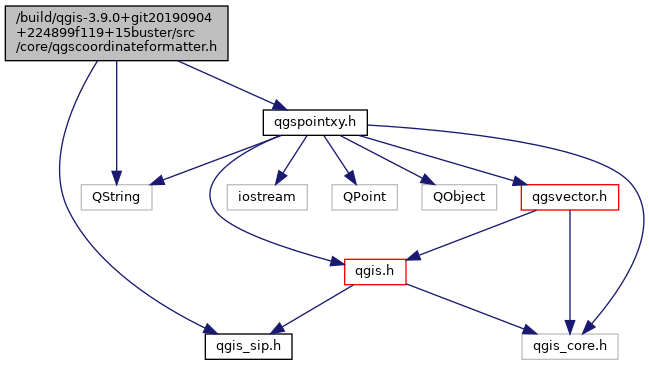 /build/qgis-3.9.0+git20190904
+224899f119+15buster/src
/core/qgscoordinateformatter.h
qgspointxy.h
QString
iostream
QPoint
QObject
qgsvector.h
qgis.h
qgis_sip.h
qgis_core.h